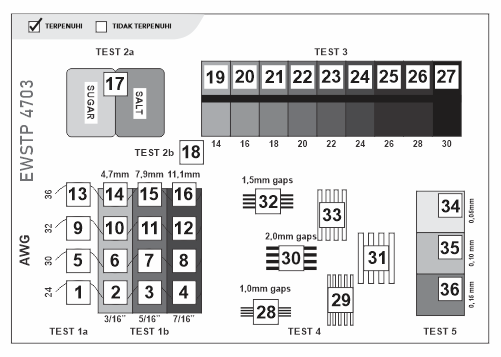 TERPENUHI TIDAK TERPENUHI
EWSTP 4703
TEST 2a
SUGAR
SALT
17
TEST 2b 18
TEST 3
19 20 21 22 23 24 25 26 27
14 16 18 20 22 24 26 28 30
AWG
4,7mm 7,9mm 11,1mm
36 13 14 15 16
32 9 10 11 12
30 5 6 7 8
24 1 2 3 4
3/16" 5/16" 7/16"
TEST 1a TEST 1b
1,5mm gaps
32
33
2,0mm gaps
30
31
1,0mm gaps
28
29
TEST 4
34 0,05mm
35 0,10 mm
36 0,15 mm
TEST 5